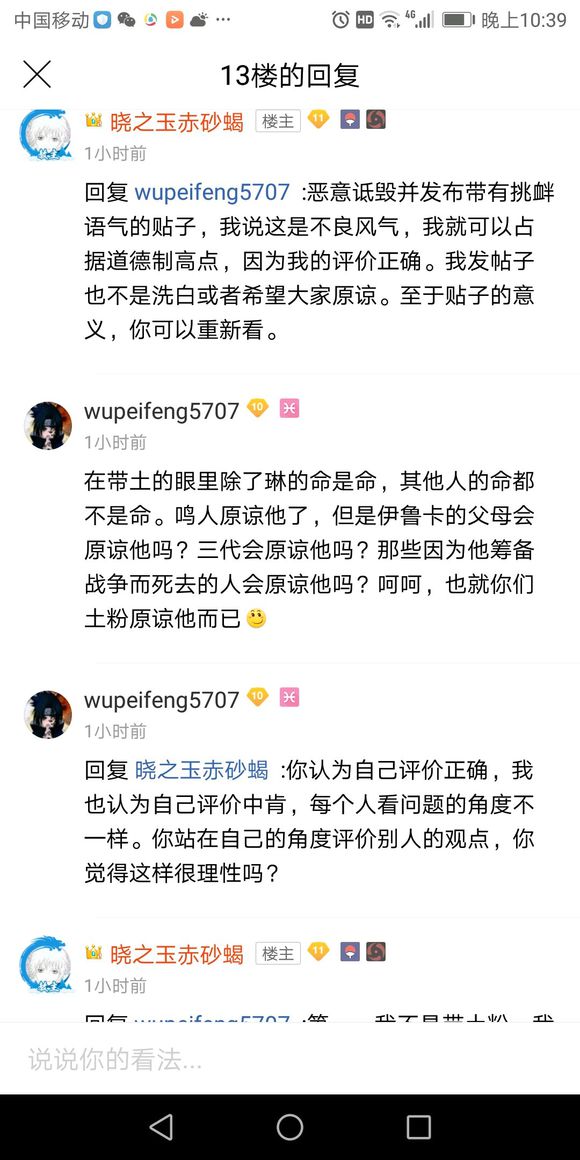 中国移动 ... HD 4G 晚上10:39
13楼的回复
晓之玉赤砂蝎 楼主 11
1小时前
回复 wupeifeng5707 :恶意诋毁并发布带有挑衅
语气的贴子，我说这是不良风气，我就可以占
据道德制高点，因为我的评价正确。我发帖子
也不是洗白或者希望大家原谅。至于贴子的意
义，你可以重新看。
wupeifeng5707 10
1小时前
在带土的眼里除了琳的命是命，其他人的命都
不是命。鸣人原谅他了，但是伊鲁卡的父母会
原谅他吗？三代会原谅他吗？那些因为他筹备
战争而死去的人会原谅他吗？呵呵，也就你们
土粉原谅他而已
wupeifeng5707 10
1小时前
回复 晓之玉赤砂蝎 :你认为自己评价正确，我
也认为自己评价中肯，每个人看问题的角度不
一样。你站在自己的角度评价别人的观点，你
觉得这样很理性吗？
晓之玉赤砂蝎 楼主 11
1小时前
回复 wupeifeng5707 :第一，我不是带土粉，我
说说你的看法...